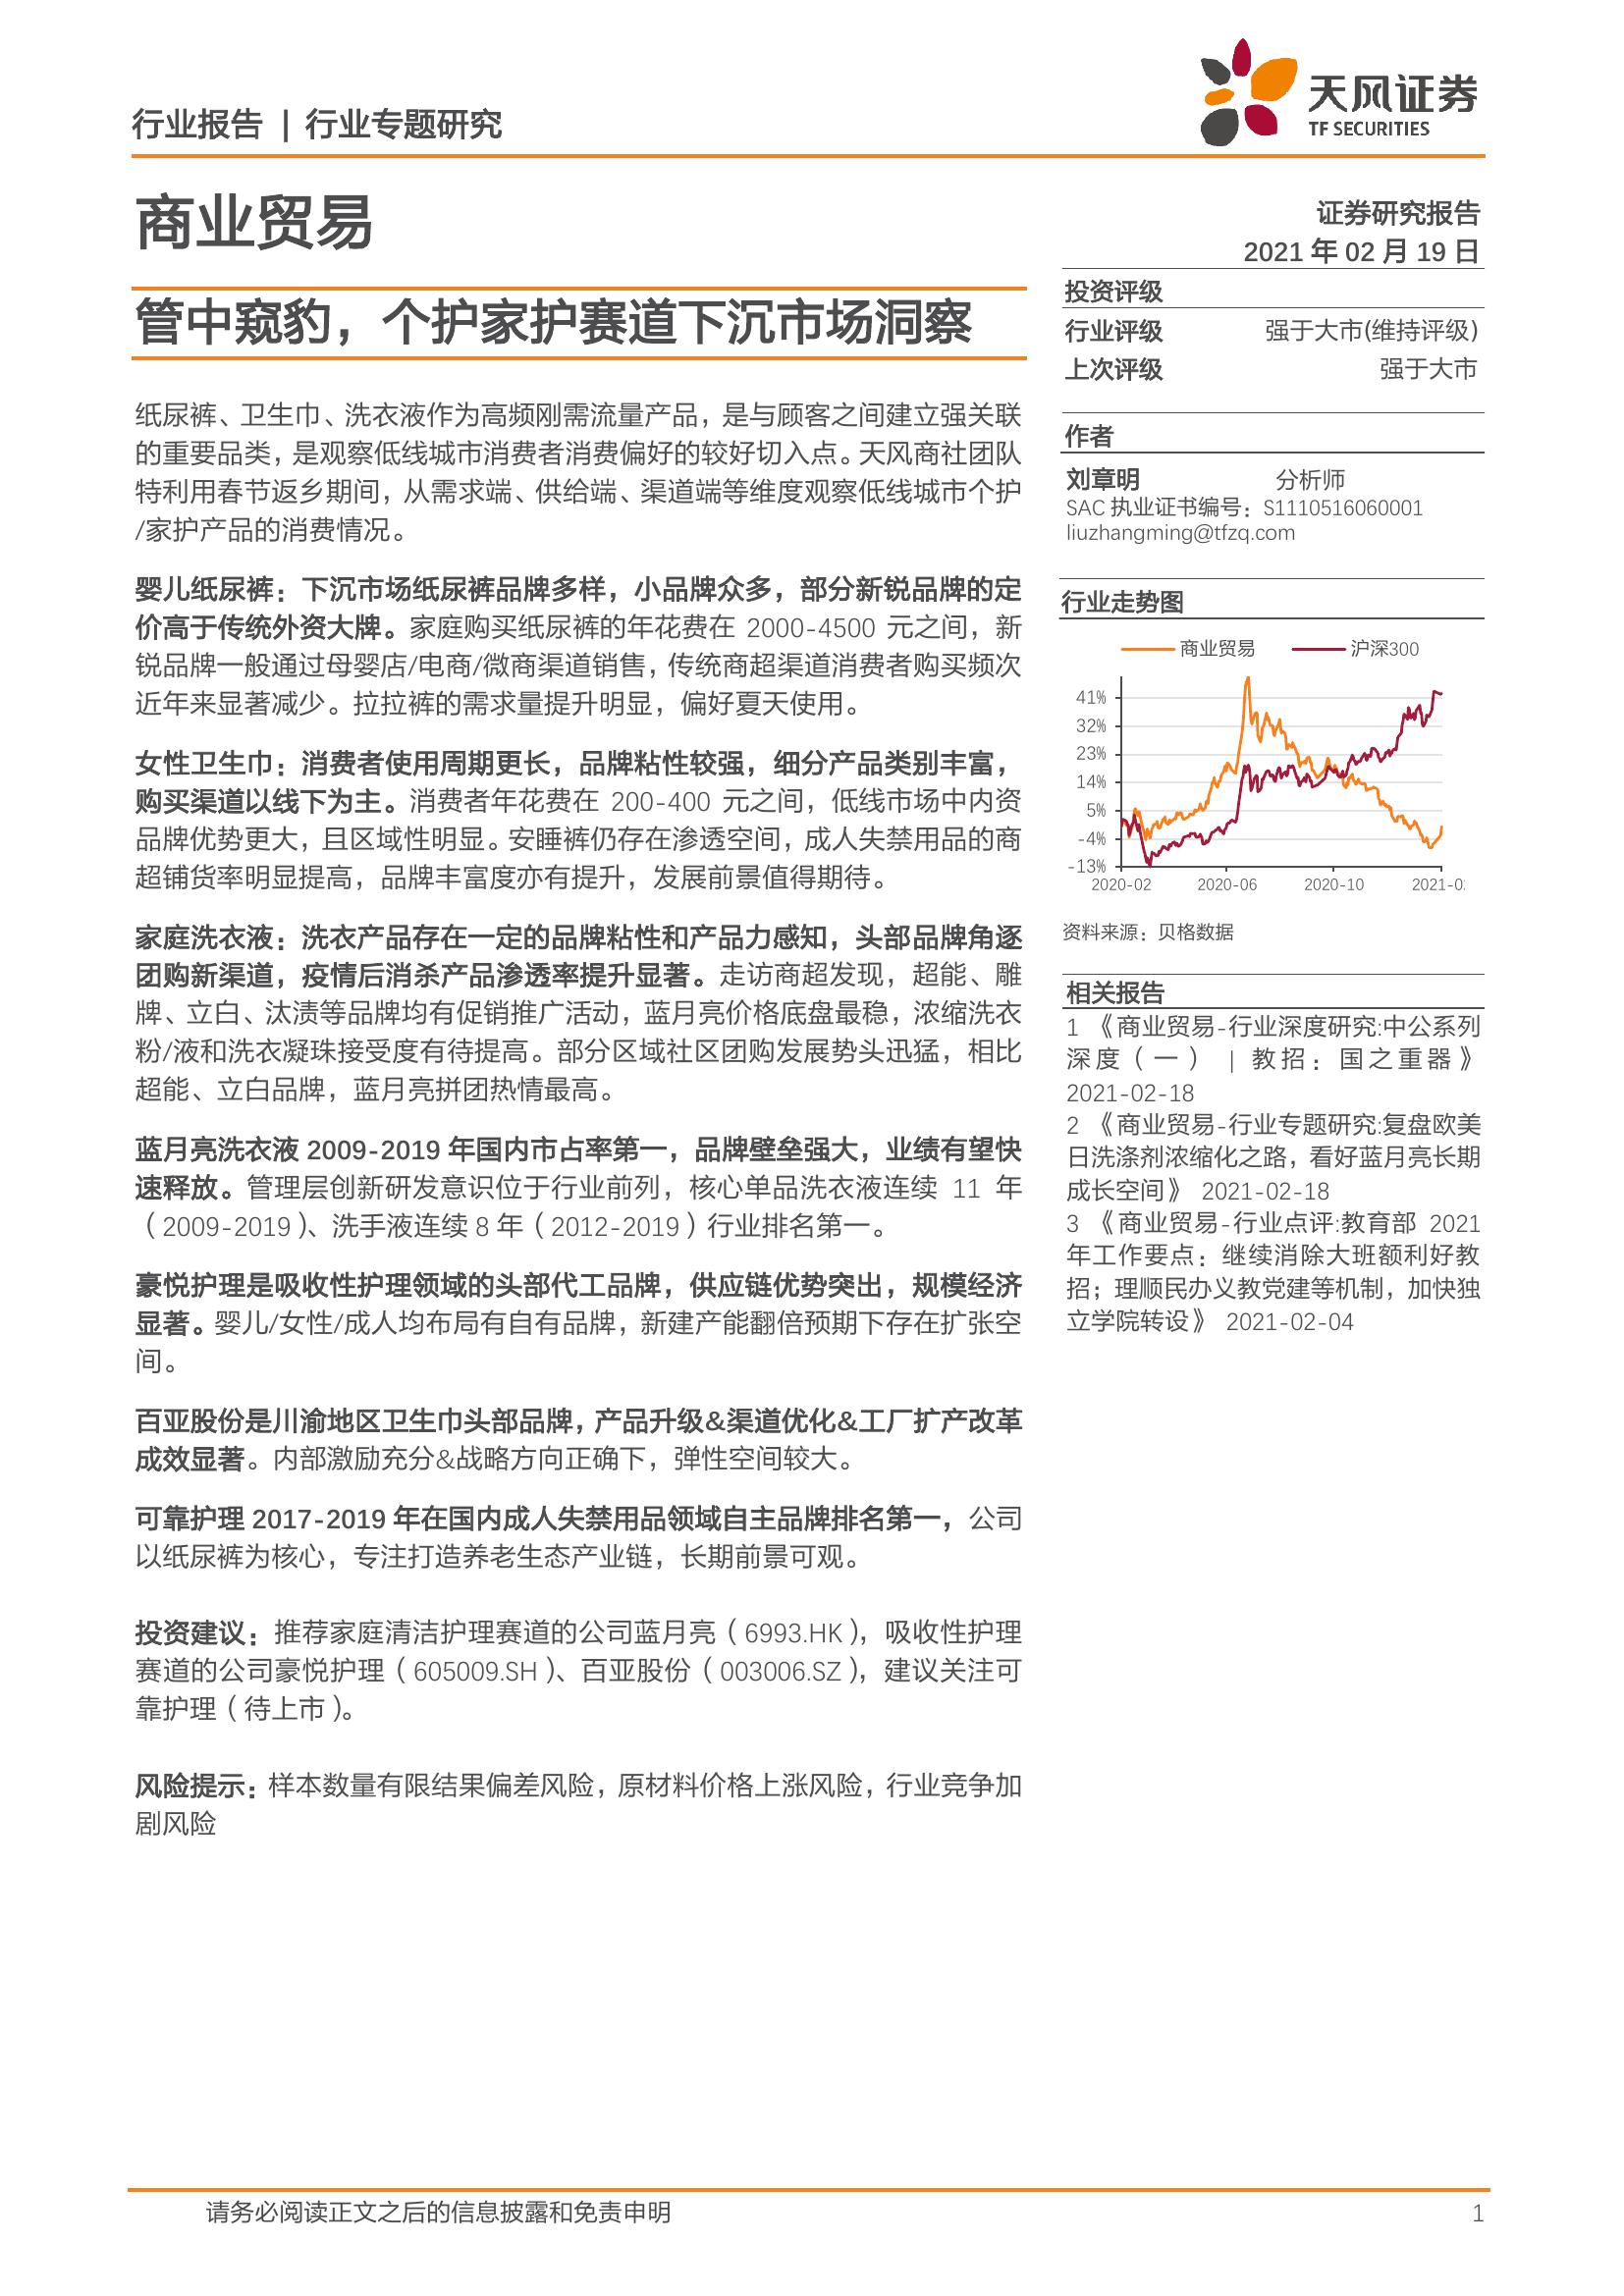 行业报告 | 行业专题研究
天风证券
TF SECURITIES
商业贸易
证券研究报告
2021 年 02 月 19 日
管中窥豹，个护家护赛道下沉市场洞察
纸尿裤、卫生巾、洗衣液作为高频刚需流量产品，是与顾客之间建立强关联
的重要品类，是观察低线城市消费者消费偏好的较好切入点。天风商社团队
特利用春节返乡期间，从需求端、供给端、渠道端等维度观察低线城市个护
/家护产品的消费情况。
婴儿纸尿裤：下沉市场纸尿裤品牌多样，小品牌众多，部分新锐品牌的定
价高于传统外资大牌。家庭购买纸尿裤的年花费在 2000-4500 元之间，新
锐品牌一般通过母婴店/电商/微商渠道销售，传统商超渠道消费者购买频次
近年来显著减少。拉拉裤的需求量提升明显，偏好夏天使用。
女性卫生巾：消费者使用周期更长，品牌粘性较强，细分产品类别丰富，
购买渠道以线下为主。消费者年花费在 200-400 元之间，低线市场中内资
品牌优势更大，且区域性明显。安睡裤仍存在渗透空间，成人失禁用品的商
超铺货率明显提高，品牌丰富度亦有提升，发展前景值得期待。
家庭洗衣液：洗衣产品存在一定的品牌粘性和产品力感知，头部品牌角逐
团购新渠道，疫情后消杀产品渗透率提升显著。走访商超发现，超能、雕
牌、立白、汰渍等品牌均有促销推广活动，蓝月亮价格底盘最稳，浓缩洗衣
粉/液和洗衣凝珠接受度有待提高。部分区域社区团购发展势头迅猛，相比
超能、立白品牌，蓝月亮拼团热情最高。
蓝月亮洗衣液 2009-2019 年国内市占率第一，品牌壁垒强大，业绩有望快
速释放。管理层创新研发意识位于行业前列，核心单品洗衣液连续 11 年
（2009-2019）、洗手液连续 8 年（2012-2019）行业排名第一。
豪悦护理是吸收性护理领域的头部代工品牌，供应链优势突出，规模经济
显著。婴儿/女性/成人均布局有自有品牌，新建产能翻倍预期下存在扩张空
间。
百亚股份是川渝地区卫生巾头部品牌，产品升级&渠道优化&工厂扩产改革
成效显著。内部激励充分&战略方向正确下，弹性空间较大。
可靠护理 2017-2019 年在国内成人失禁用品领域自主品牌排名第一，公司
以纸尿裤为核心，专注打造养老生态产业链，长期前景可观。
投资建议：推荐家庭清洁护理赛道的公司蓝月亮（6993.HK），吸收性护理
赛道的公司豪悦护理（605009.SH）、百亚股份（003006.SZ），建议关注可
靠护理（待上市）。
风险提示：样本数量有限结果偏差风险，原材料价格上涨风险，行业竞争加
剧风险
投资评级
行业评级 强于大市(维持评级)
上次评级 强于大市
作者
刘章明 分析师
SAC 执业证书编号：S1110516060001
liuzhangming@tfzq.com
行业走势图
商业贸易 沪深300
41%
32%
23%
14%
5%
-4%
-13%
2020-02 2020-06 2020-10 2021-0
资料来源：贝格数据
相关报告
1 《商业贸易-行业深度研究:中公系列
深度（一） | 教招：国之重器》
2021-02-18
2 《商业贸易-行业专题研究:复盘欧美
日洗涤剂浓缩化之路，看好蓝月亮长期
成长空间》 2021-02-18
3 《商业贸易-行业点评:教育部 2021
年工作要点：继续消除大班额利好教
招；理顺民办义教党建等机制，加快独
立学院转设》 2021-02-04
请务必阅读正文之后的信息披露和免责申明 1